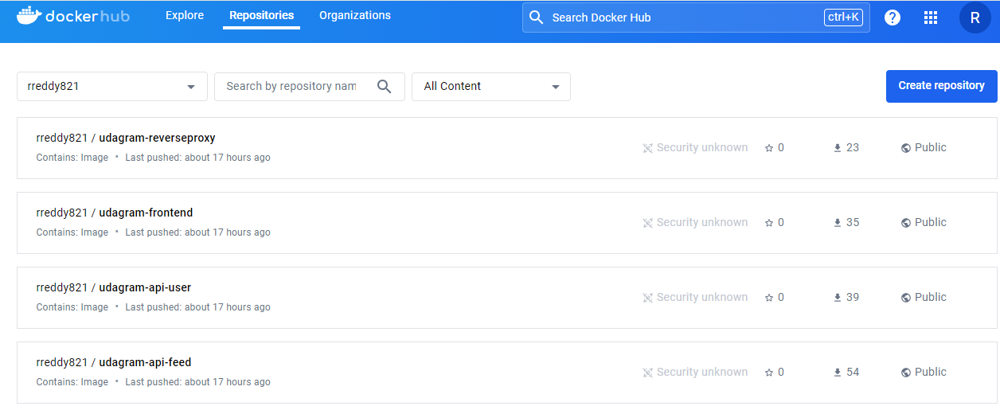 dockerhub Explore Repositories Organizations Search Docker Hub ctrl+K ? R
rreddy821 Search by repository nam All Content Create repository
rreddy821 / udagram-reverseproxy
Security unknown 0 23 Public
Contains: Image • Last pushed: about 17 hours ago
rreddy821 / udagram-frontend
Security unknown 0 35 Public
Contains: Image • Last pushed: about 17 hours ago
rreddy821 / udagram-api-user
Security unknown 0 39 Public
Contains: Image • Last pushed: about 17 hours ago
rreddy821 / udagram-api-feed
Security unknown 0 54 Public
Contains: Image • Last pushed: about 17 hours ago